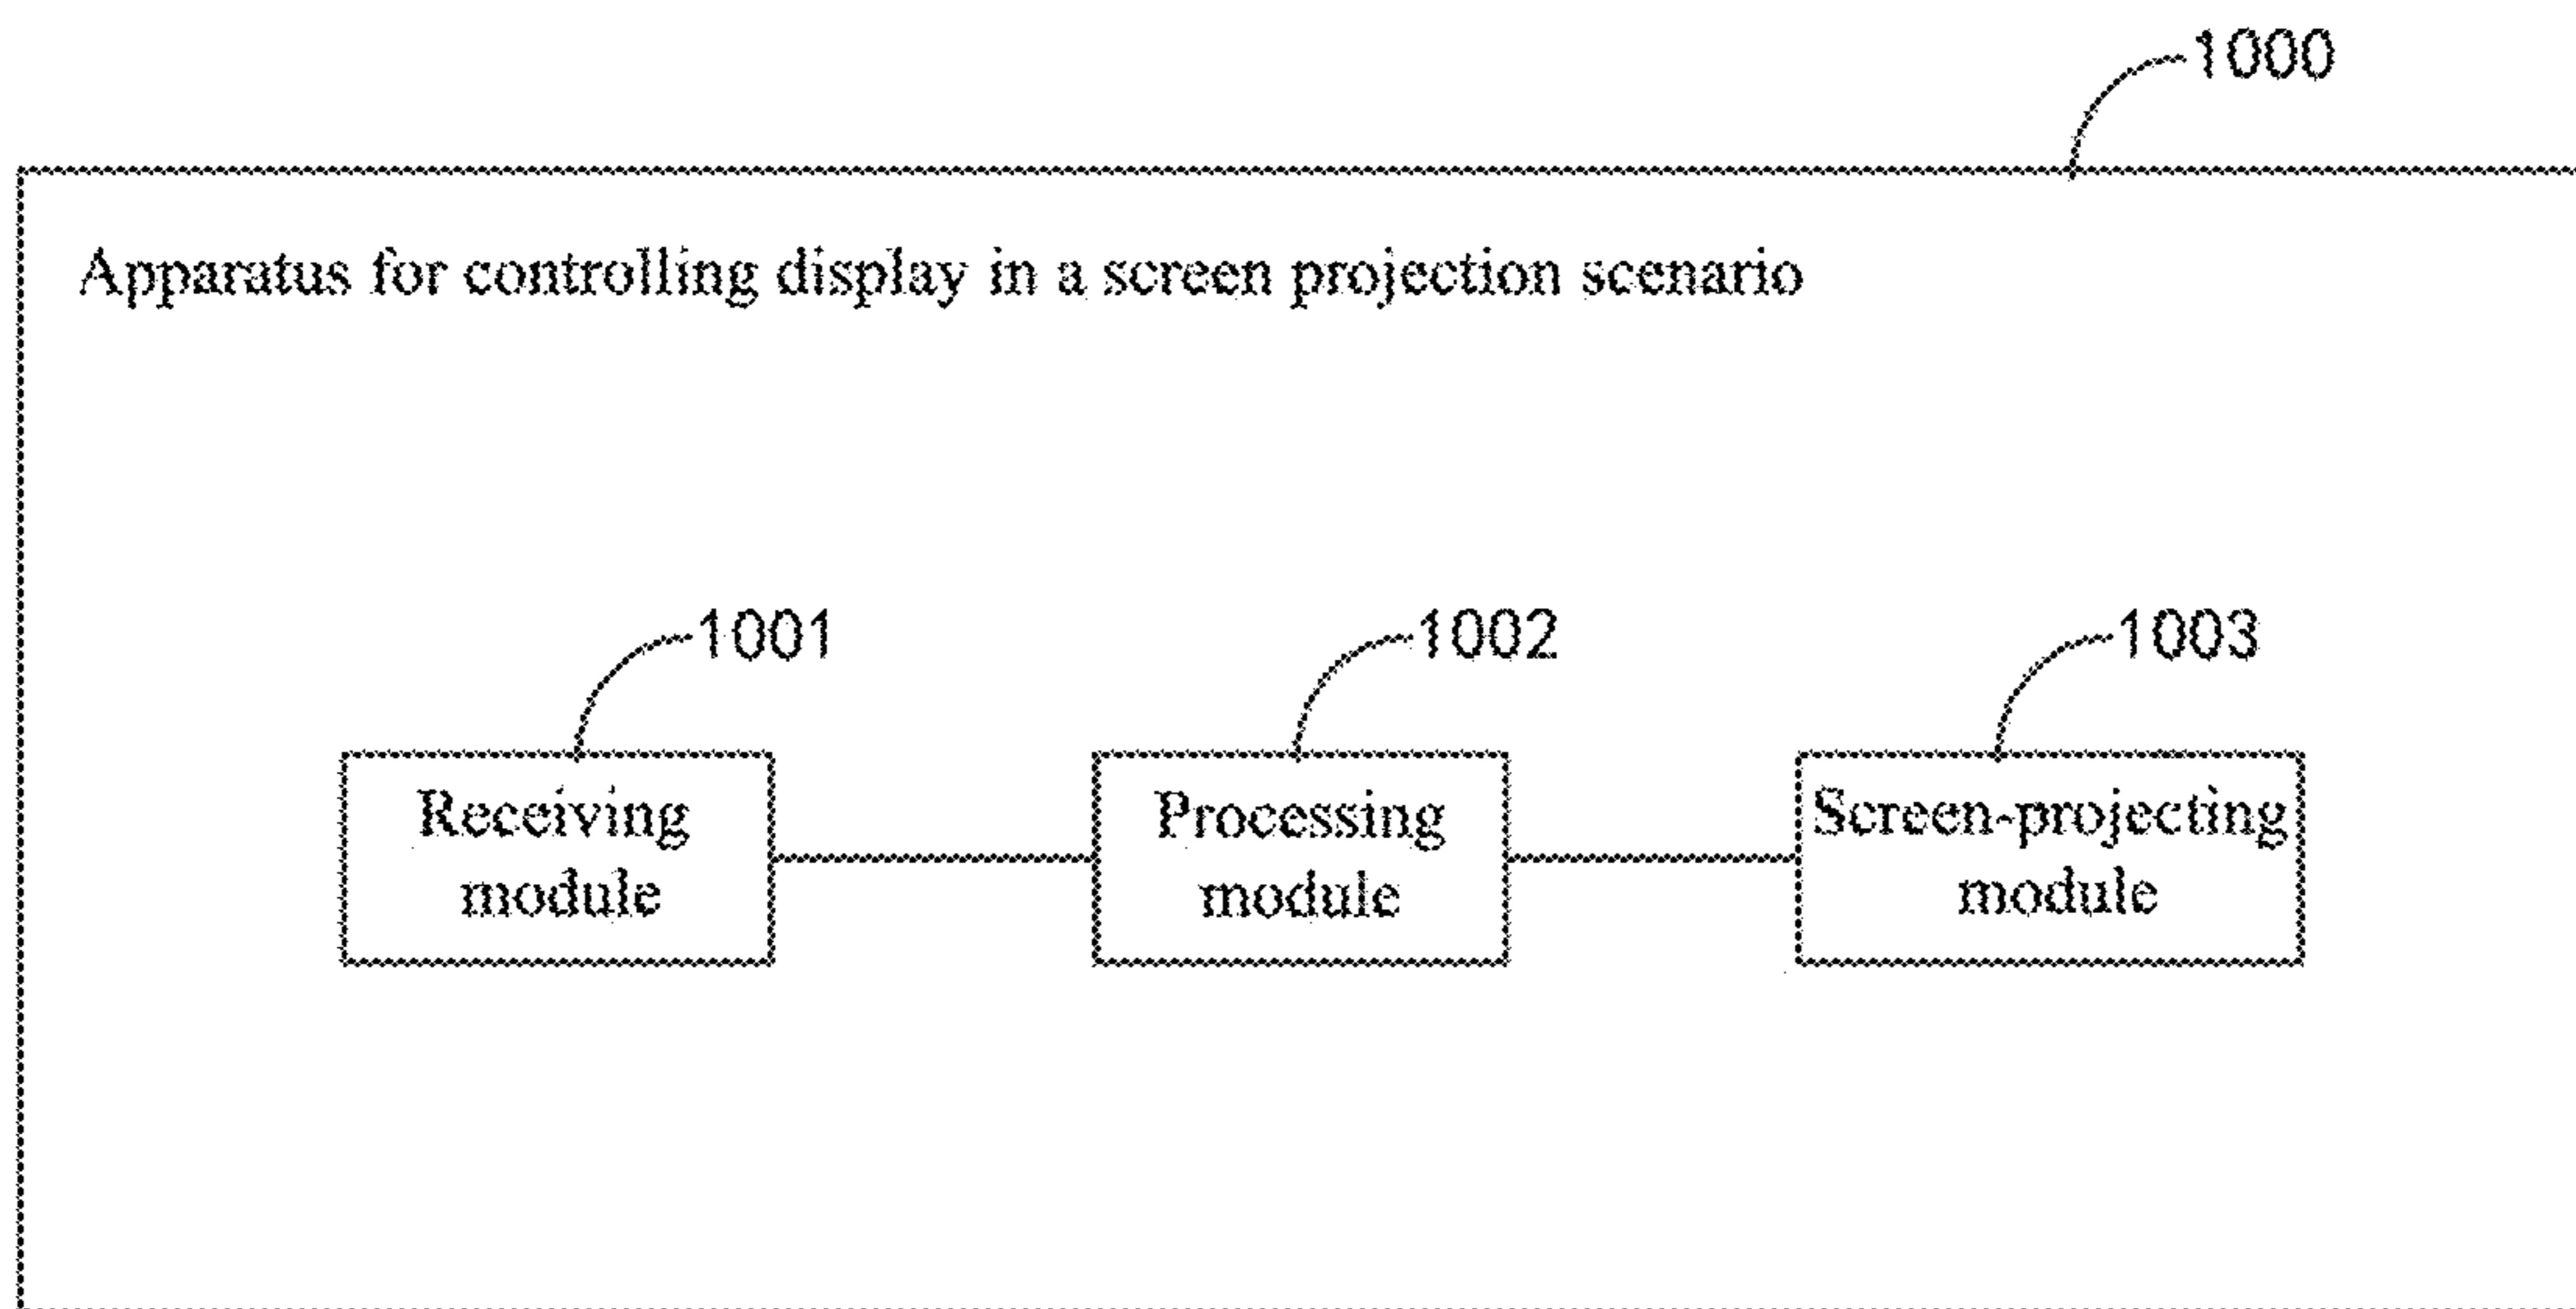 1000
Apparatus for controlling display in a screen projection scenario
1001
1002
1003
Receiving
module
Processing
module
Screen-projecting
module